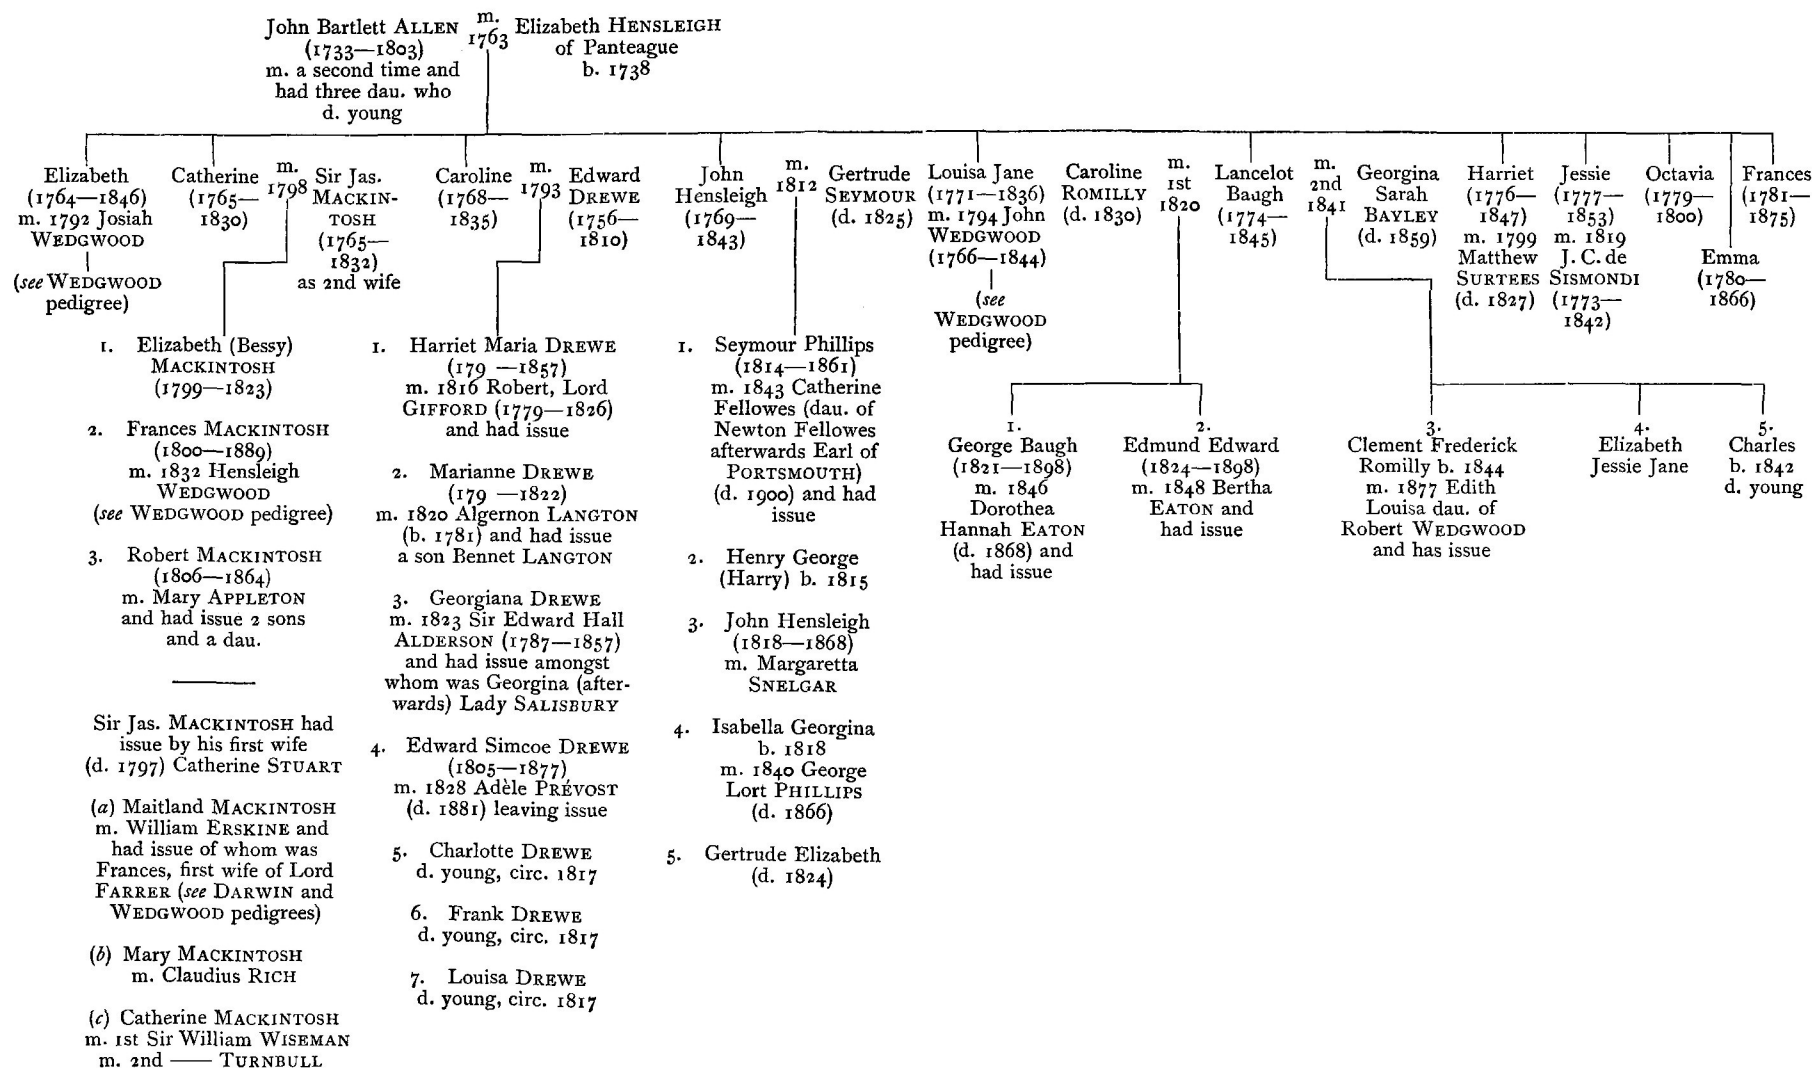 John Bartlett ALLEN
(1733—1803)
m. a second time and
had three dau. who
d. young
m.
1763
Elizabeth HENSLEIGH
of Panteague
b. 1738
Elizabeth
(1764—1846)
m. 1792 Josiah
WEDGWOOD
(see WEDGWOOD
pedigree)
Catherine
(1765—
1830)
m.
1798
Sir Jas.
MACKIN-
TOSH
(1765—
1832)
as 2nd wife
Caroline
(1768—
1835)
m.
1793
Edward
DREWE
(1756—
1810)
John
Hensleigh
(1769—
1843)
m.
1812
Gertrude
SEYMOUR
(d. 1825)
Louisa Jane
(1771—1836)
m. 1794 John
WEDGWOOD
(1766—1844)
(see
WEDGWOOD
pedigree)
Caroline
ROMILLY
(d. 1830)
m.
1st
1820
Lancelot
Baugh
(1774—
1845)
m.
2nd
1841
Georgina
Sarah
BAYLEY
(d. 1859)
Harriet
(1776—
1847)
m. 1799
Matthew
SURTEES
(d. 1827)
Jessie
(1777—
1853)
m. 1819
J. C. de
SISMONDI
(1773—
1842)
Octavia
(1779—
1800)
Emma
(1780—
1866)
Frances
(1781—
1875)
1. Elizabeth (Bessy)
MACKINTOSH
(1799—1823)
2. Frances MACKINTOSH
(1800—1889)
m. 1832 Hensleigh
WEDGWOOD
(see WEDGWOOD pedigree)
3. Robert MACKINTOSH
(1806—1864)
m. Mary APPLETON
and had issue 2 sons
and a dau.
Sir Jas. MACKINTOSH had
issue by his first wife
(d. 1797) Catherine STUART
(a) Maitland MACKINTOSH
m. William ERSKINE and
had issue of whom was
Frances, first wife of Lord
FARRER (see DARWIN and
WEDGWOOD pedigrees)
(b) Mary MACKINTOSH
m. Claudius RICH
(c) Catherine MACKINTOSH
m. 1st Sir William WISEMAN
m. 2nd —— TURNBULL
1. Harriet Maria DREWE
(179 —1857)
m. 1816 Robert, Lord
GIFFORD (1779—1826)
and had issue
2. Marianne DREWE
(179 —1822)
m. 1820 Algernon LANGTON
(b. 1781) and had issue
a son Bennet LANGTON
3. Georgiana DREWE
m. 1823 Sir Edward Hall
ALDERSON (1787—1857)
and had issue amongst
whom was Georgina (after-
wards) Lady SALISBURY
4. Edward Simcoe DREWE
(1805—1877)
m. 1828 Adèle PRÉVOST
(d. 1881) leaving issue
5. Charlotte DREWE
d. young, circ. 1817
6. Frank DREWE
d. young, circ. 1817
7. Louisa DREWE
d. young, circ. 1817
1. Seymour Phillips
(1814—1861)
m. 1843 Catherine
Fellowes (dau. of
Newton Fellowes
afterwards Earl of
PORTSMOUTH)
(d. 1900) and had
issue
2. Henry George
(Harry) b. 1815
3. John Hensleigh
(1818—1868)
m. Margaretta
SNELGAR
4. Isabella Georgina
b. 1818
m. 1840 George
Lort PHILLIPS
(d. 1866)
5. Gertrude Elizabeth
(d. 1824)
1.
George Baugh
(1821—1898)
m. 1846
Dorothea
Hannah EATON
(d. 1868) and
had issue
2.
Edmund Edward
(1824—1898)
m. 1848 Bertha
EATON and
had issue
3.
Clement Frederick
Romilly b. 1844
m. 1877 Edith
Louisa dau. of
Robert WEDGWOOD
and has issue
4.
Elizabeth
Jessie Jane
5.
Charles
b. 1842
d. young